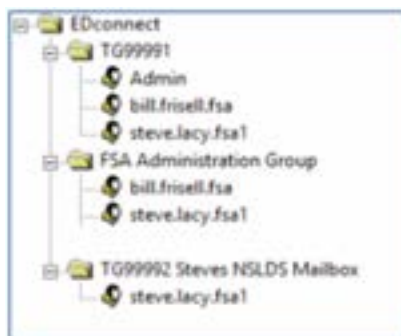 EDconnect
TG99991
Admin
bill.frisell.fsa
steve.lacy.fsa1
FSA Administration Group
bill.frisell.fsa
steve.lacy.fsa1
TG99992 Steves NSLDS Mailbox
steve.lacy.fsa1